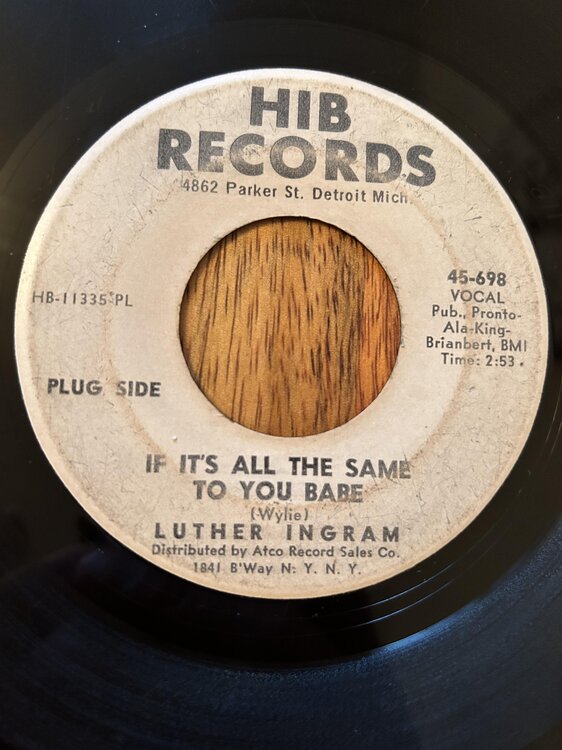 HIB
RECORDS
4862 Parker St. Detroit Mich.
HB-11335-PL
45-698
VOCAL
Pub., Pronto-
Ala-King-
Brianbert, BMI
Time: 2:53
PLUG SIDE
IF IT'S ALL THE SAME
TO YOU BABE
(Wylie)
LUTHER INGRAM
Distributed by Atco Record Sales Co.
1841 B'Way N. Y. N. Y.